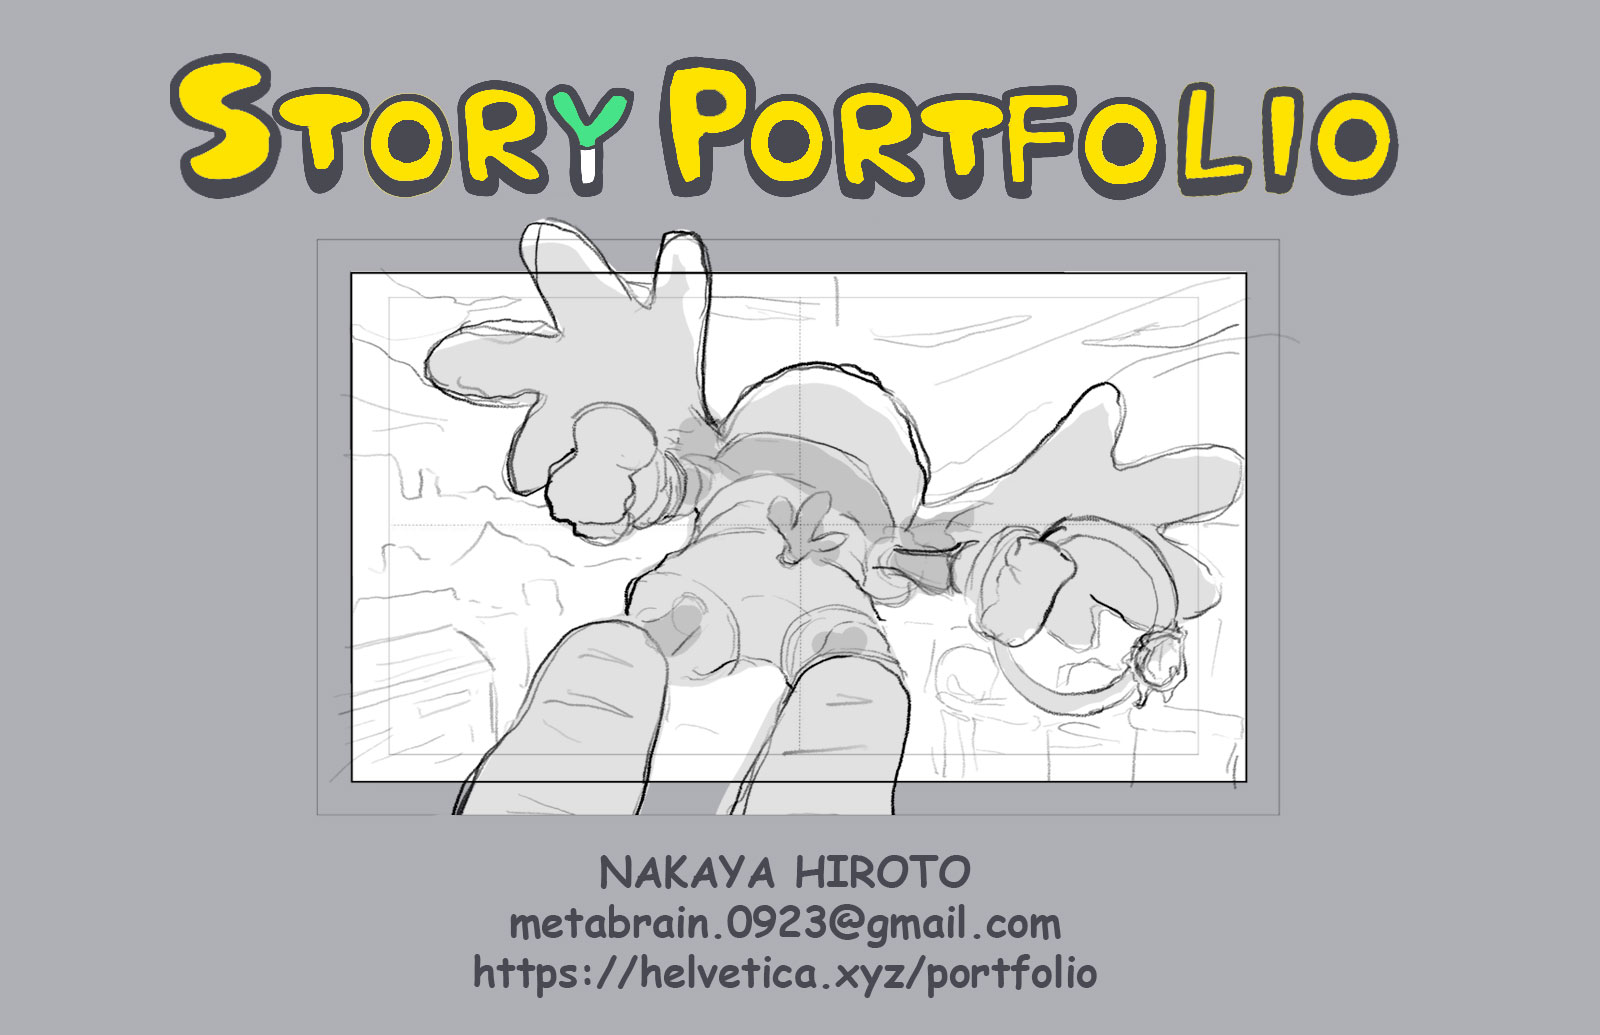 STORY PORTFOLIO
NAKAYA HIROTO
metabrain.0923@gmail.com
https://helvetica.xyz/portfolio